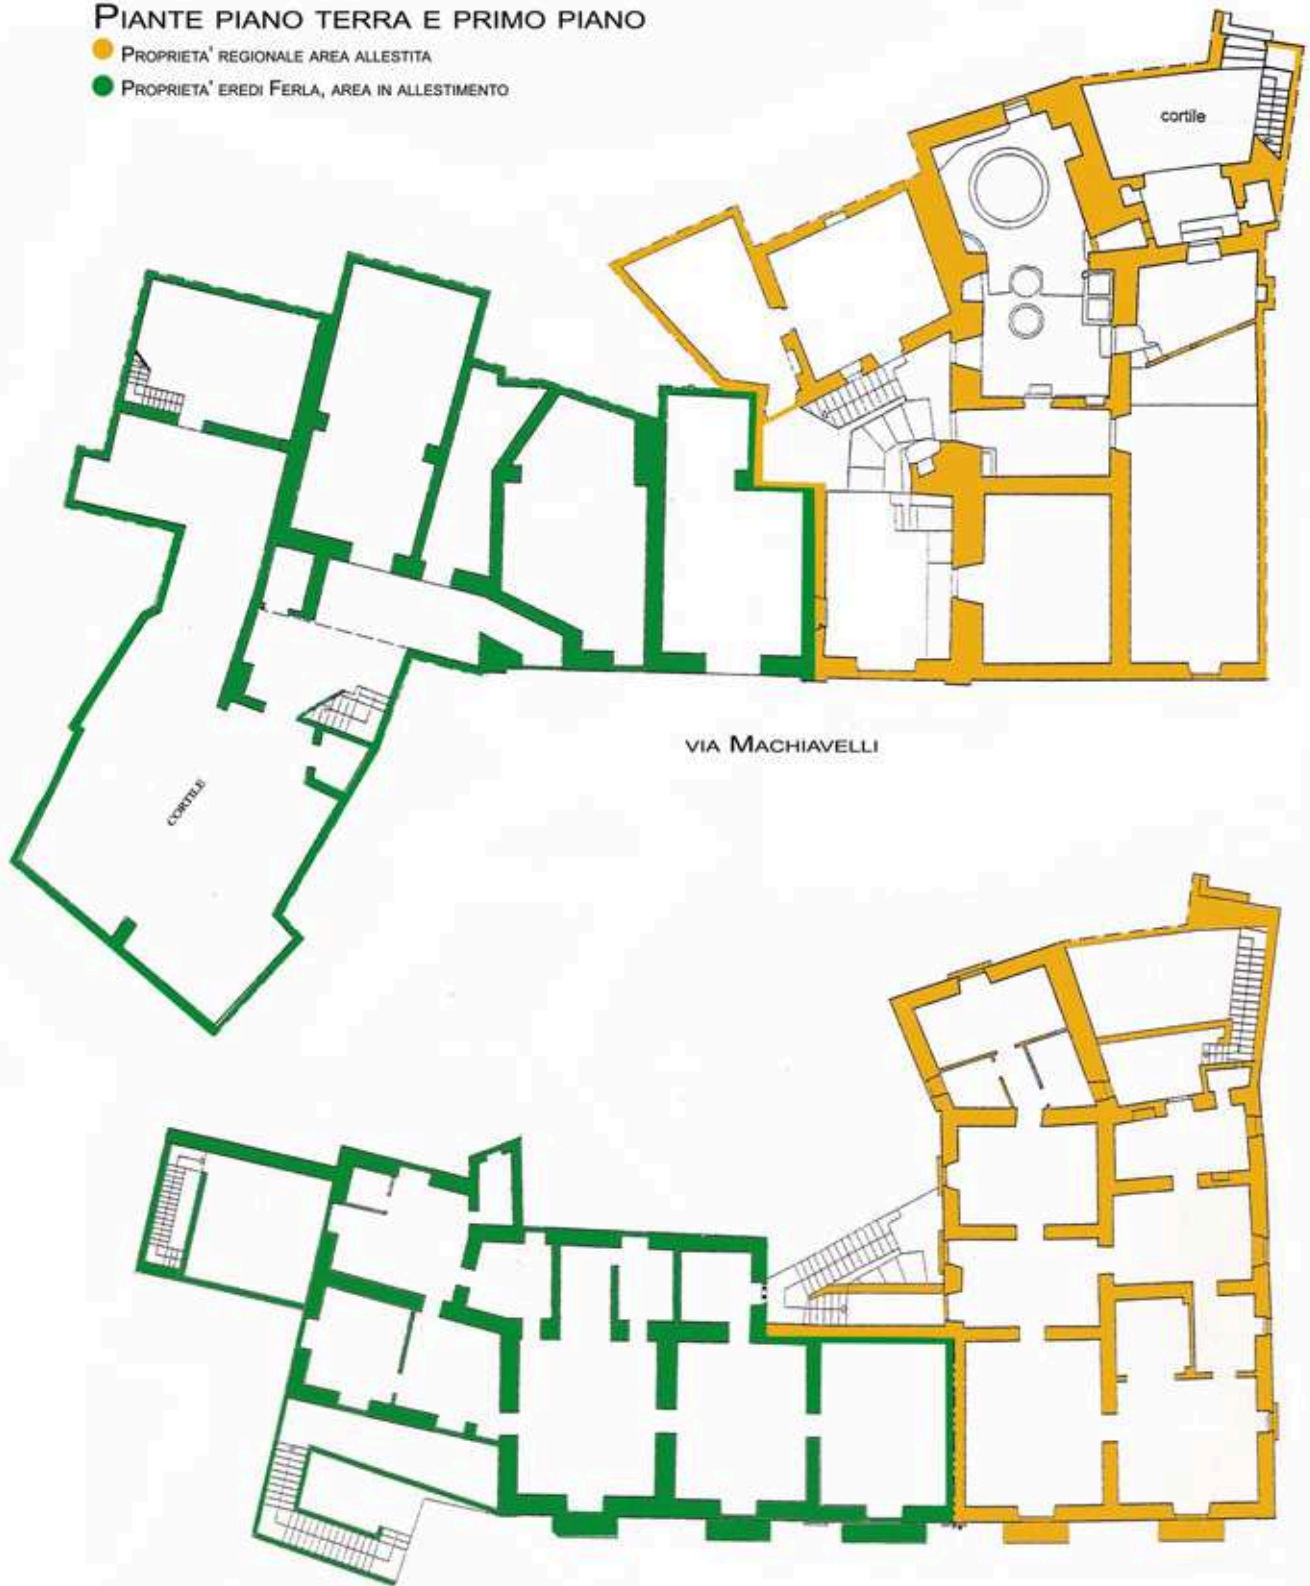 PIANTE PIANO TERRA E PRIMO PIANO
PROPRIETA' REGIONALE AREA ALLESTITA
PROPRIETA' EREDI FERLA, AREA IN ALLESTIMENTO
cortile
VIA MACHIAVELLI
CORTILE